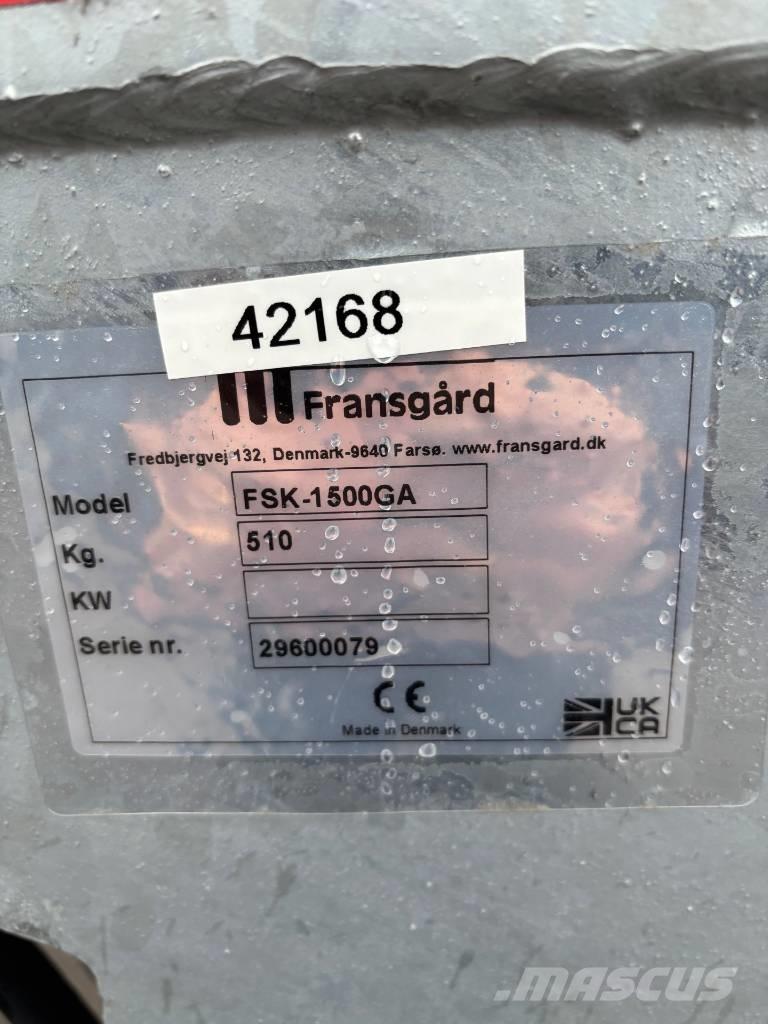 42168
Fransgård
Fredbjergvej 132, Denmark-9640 Farsø. www.fransgard.dk
Model FSK-1500GA
Kg. 510
KW
Serie nr. 29600079
CE
Made in Denmark
UK
CA
MASCUS